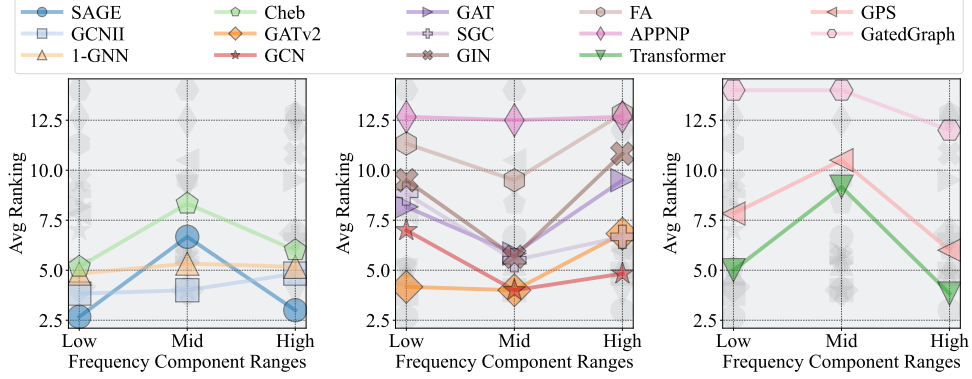 SAGE Cheb GAT FA GPS
GCNII GATv2 SGC APPNP GatedGraph
1-GNN GCN GIN Transformer
Avg Ranking
12.5
10.0
7.5
5.0
2.5
Low Mid High
Frequency Component Ranges
Avg Ranking
12.5
10.0
7.5
5.0
2.5
Low Mid High
Frequency Component Ranges
Avg Ranking
12.5
10.0
7.5
5.0
2.5
Low Mid High
Frequency Component Ranges